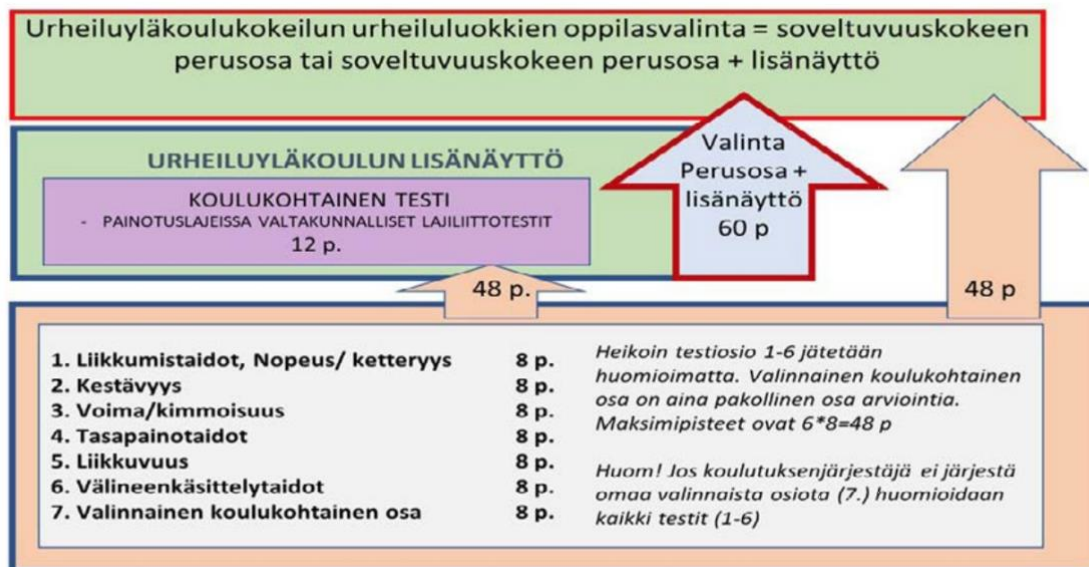 Urheiluyläkoulukokeilun urheiluluokkien oppilasvalinta = soveltuvuuskokeen
perusosa tai soveltuvuuskokeen perusosa + lisänäyttö
URHEILUYLÄKOULUN LISÄNÄYTTÖ
KOULUKOHTAINEN TESTI
- PAINOTUSLAJEISSA VALTAKUNNALLISET LAJILIITTOTESTIT
12 p.
Valinta
Perusosa +
lisänäyttö
60 p
48 p.
48 p
1. Liikkumistaidot, Nopeus/ ketteryys 8 p.
2. Kestävyys 8 p.
3. Voima/kimmoisuus 8 p.
4. Tasapainotaidot 8 p.
5. Liikkuvuus 8 p.
6. Välineenkäsittelytaidot 8 p.
7. Valinnainen koulukohtainen osa 8 p.
Heikoin testiosio 1-6 jätetään
huomioimatta. Valinnainen koulukohtainen
osa on aina pakollinen osa arviointia.
Maksimipisteet ovat 6*8=48 p
Huom! Jos koulutuksenjärjestäjä ei järjestä
omaa valinnaista osiota (7.) huomioidaan
kaikki testit (1-6)